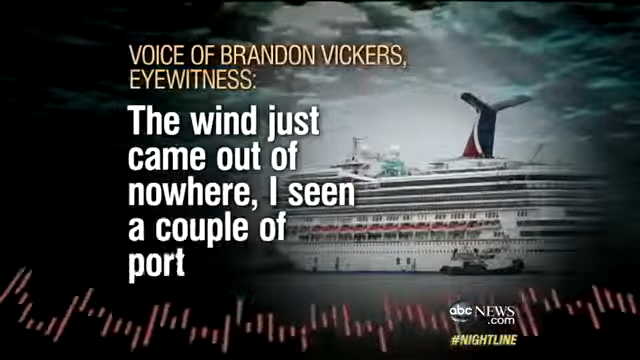 VOICE OF BRANDON VICKERS,
EYEWITNESS:
The wind just
came out of
nowhere, I seen
a couple of
port
abc NEWS
.com
#NIGHTLINE